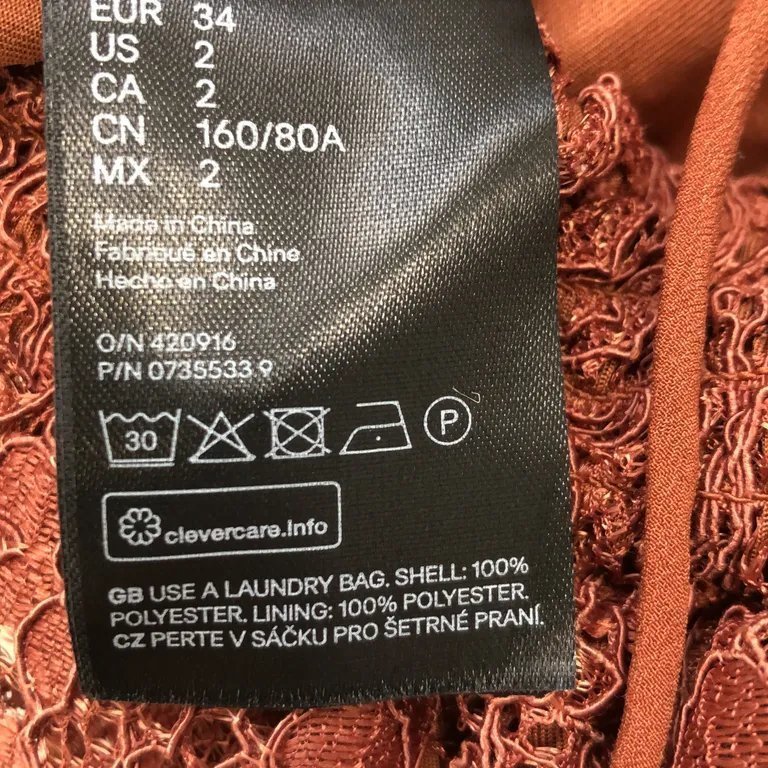 EUR 34
US 2
CA 2
CN 160/80A
MX 2
Made in China
Fabriqué en Chine
Hecho en China
O/N 420916
P/N 0735533 9
30
P
clevercare.info
GB USE A LAUNDRY BAG. SHELL: 100%
POLYESTER. LINING: 100% POLYESTER.
CZ PERTE V SÁČKU PRO ŠETRNÉ PRANÍ.